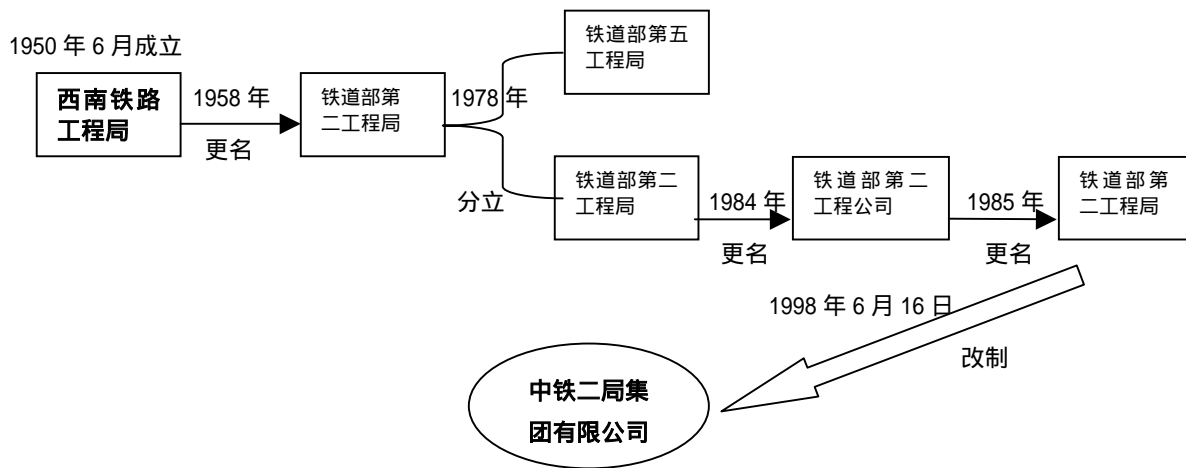 1950 年 6 月成立
西南铁路
工程局
1958 年
更名
铁道部第
二工程局
1978 年
分立
铁道部第五
工程局
铁道部第二
工程局
1984 年
更名
铁道部第二
工程公司
1985 年
更名
铁道部第
二工程局
1998 年 6 月 16 日
改制
中铁二局集
团有限公司